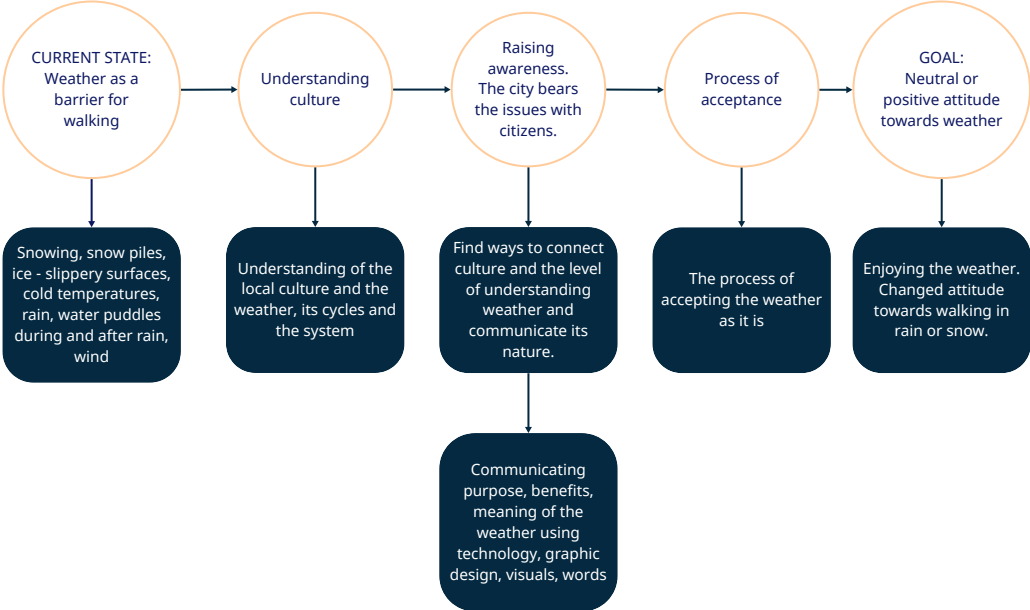 CURRENT STATE:
Weather as a
barrier for
walking
Understanding
culture
Raising
awareness.
The city bears
the issues with
citizens.
Process of
acceptance
GOAL:
Neutral or
positive attitude
towards weather
Snowing, snow piles,
ice - slippery surfaces,
cold temperatures,
rain, water puddles
during and after rain,
wind
Understanding of the
local culture and the
weather, its cycles and
the system
Find ways to connect
culture and the level
of understanding
weather and
communicate its
nature.
The process of
accepting the weather
as it is
Enjoying the weather.
Changed attitude
towards walking in
rain or snow.
Communicating
purpose, benefits,
meaning of the
weather using
technology, graphic
design, visuals, words